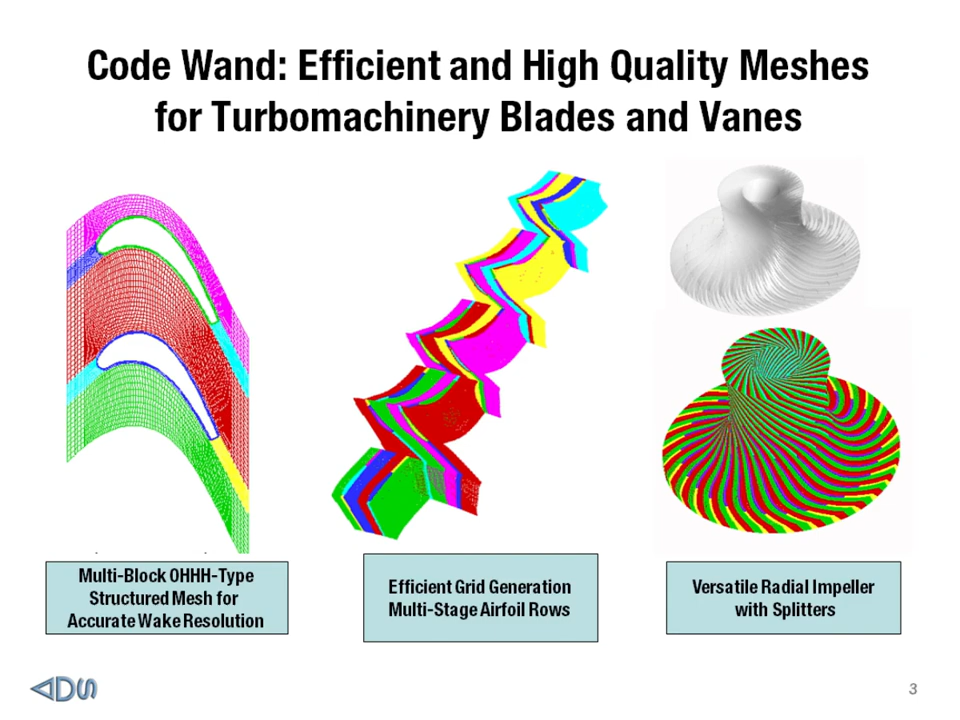 Code Wand: Efficient and High Quality Meshes
for Turbomachinery Blades and Vanes
Multi-Block OHHH-Type
Structured Mesh for
Accurate Wake Resolution
Efficient Grid Generation
Multi-Stage Airfoil Rows
Versatile Radial Impeller
with Splitters
ADS
3